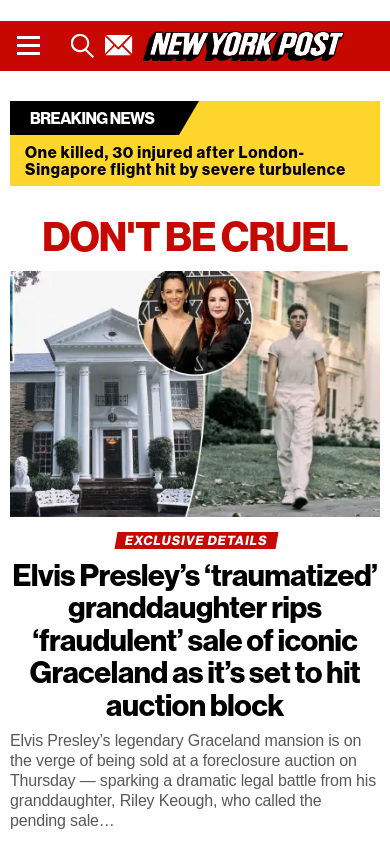 NEW YORK POST
BREAKING NEWS
One killed, 30 injured after London-
Singapore flight hit by severe turbulence
DON'T BE CRUEL
EXCLUSIVE DETAILS
Elvis Presley’s ‘traumatized’
granddaughter rips
‘fraudulent’ sale of iconic
Graceland as it’s set to hit
auction block
Elvis Presley’s legendary Graceland mansion is on
the verge of being sold at a foreclosure auction on
Thursday — sparking a dramatic legal battle from his
granddaughter, Riley Keough, who called the
pending sale…